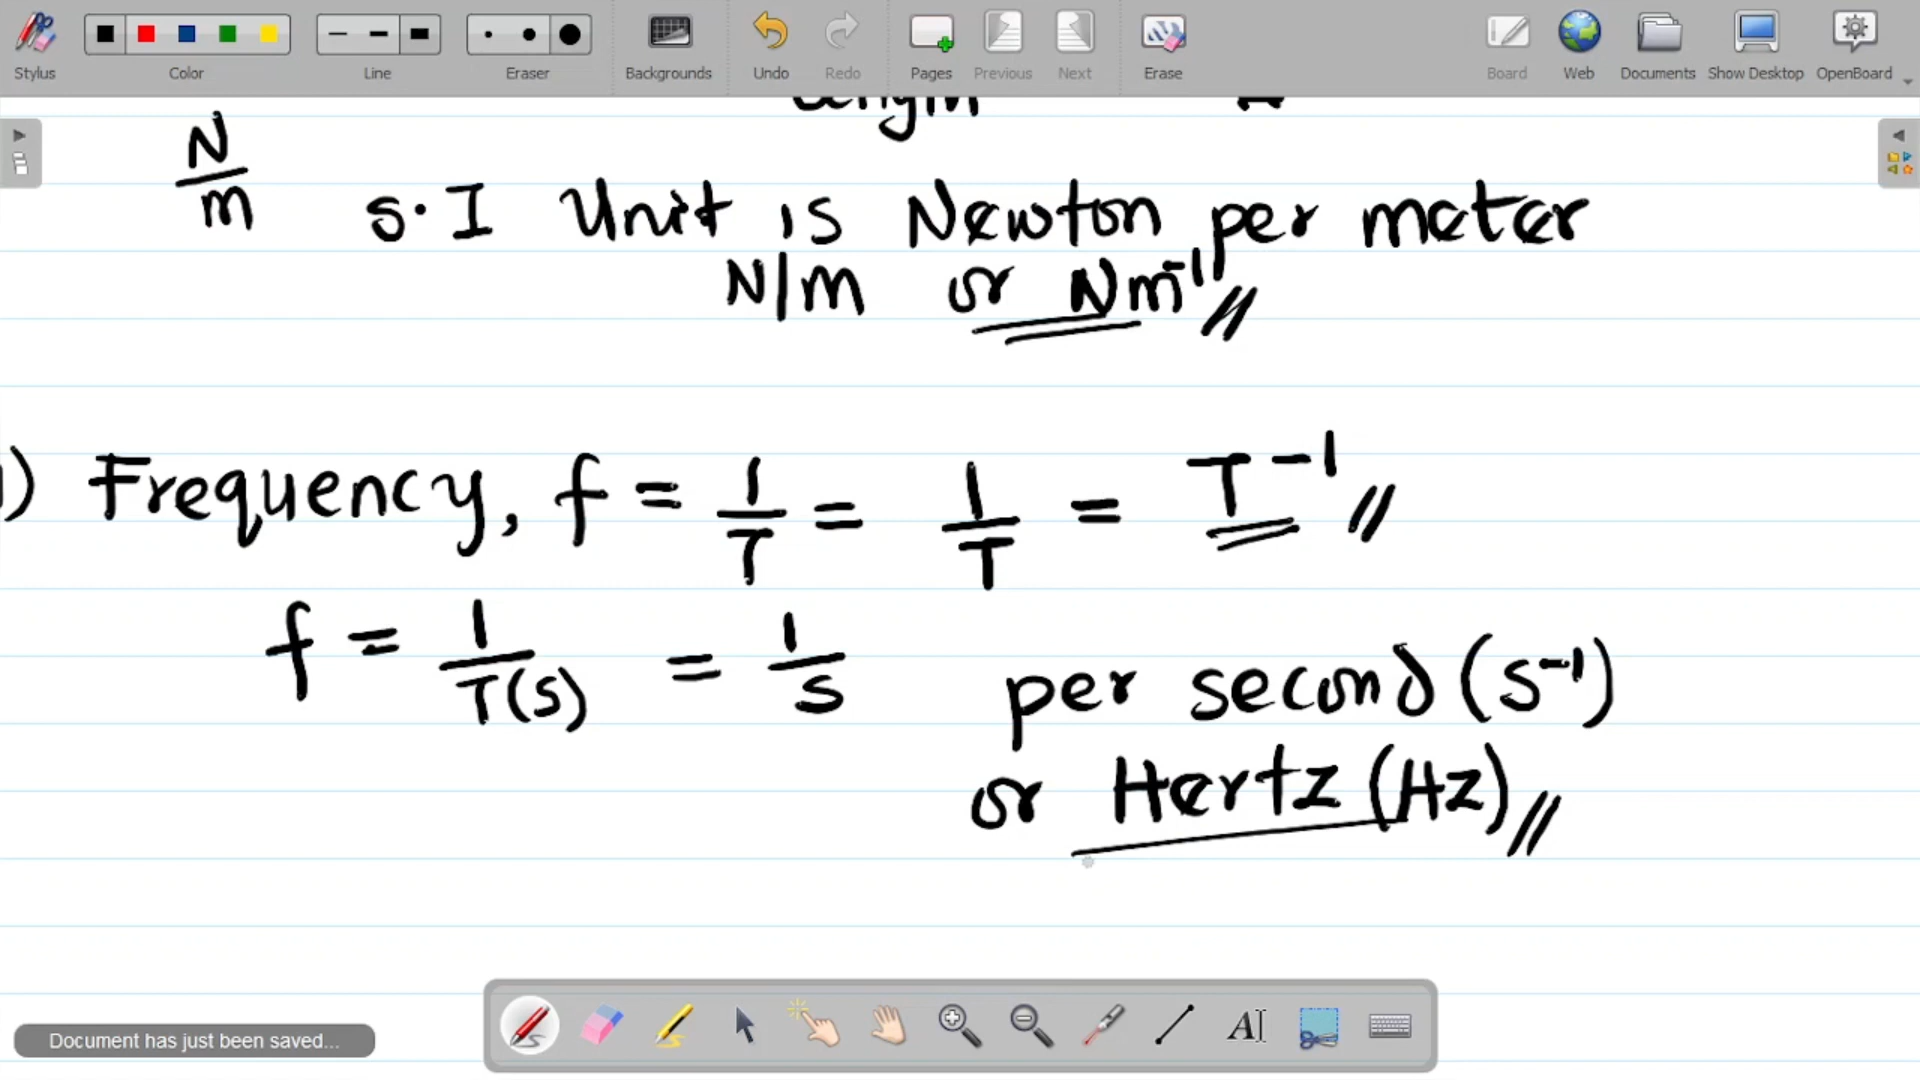 Stylus Color Line Eraser Backgrounds Undo Redo Pages Previous Next Erase Board Web Documents Show Desktop OpenBoard
Length
N/m
S.I Unit is Newton per meter
N/m or Nm⁻¹//
) Frequency, f = 1/T = 1/T = T⁻¹//
f = 1/T(s) = 1/s per second (s⁻¹)
or Hertz (Hz)//
Document has just been saved...
AI